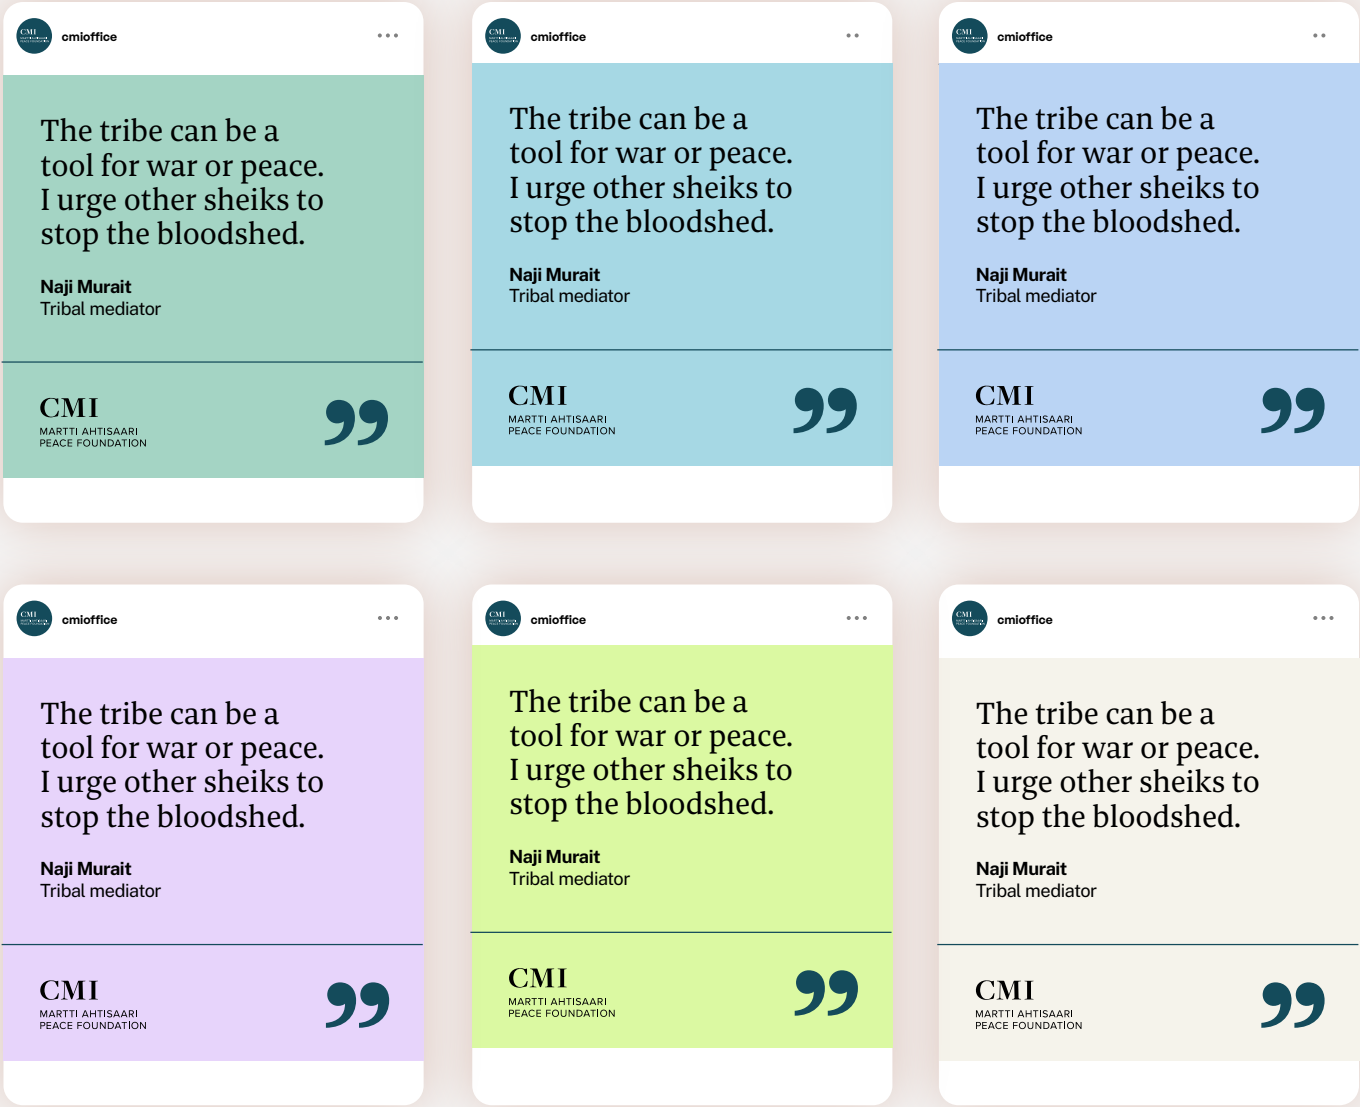 CMI
cmioffice
The tribe can be a
tool for war or peace.
I urge other sheiks to
stop the bloodshed.
Naji Murait
Tribal mediator
CMI
MARTTI AHTISAARI
PEACE FOUNDATION
”
CMI
cmioffice
The tribe can be a
tool for war or peace.
I urge other sheiks to
stop the bloodshed.
Naji Murait
Tribal mediator
CMI
MARTTI AHTISAARI
PEACE FOUNDATION
”
CMI
cmioffice
The tribe can be a
tool for war or peace.
I urge other sheiks to
stop the bloodshed.
Naji Murait
Tribal mediator
CMI
MARTTI AHTISAARI
PEACE FOUNDATION
”
CMI
cmioffice
The tribe can be a
tool for war or peace.
I urge other sheiks to
stop the bloodshed.
Naji Murait
Tribal mediator
CMI
MARTTI AHTISAARI
PEACE FOUNDATION
”
CMI
cmioffice
The tribe can be a
tool for war or peace.
I urge other sheiks to
stop the bloodshed.
Naji Murait
Tribal mediator
CMI
MARTTI AHTISAARI
PEACE FOUNDATION
”
CMI
cmioffice
The tribe can be a
tool for war or peace.
I urge other sheiks to
stop the bloodshed.
Naji Murait
Tribal mediator
CMI
MARTTI AHTISAARI
PEACE FOUNDATION
”